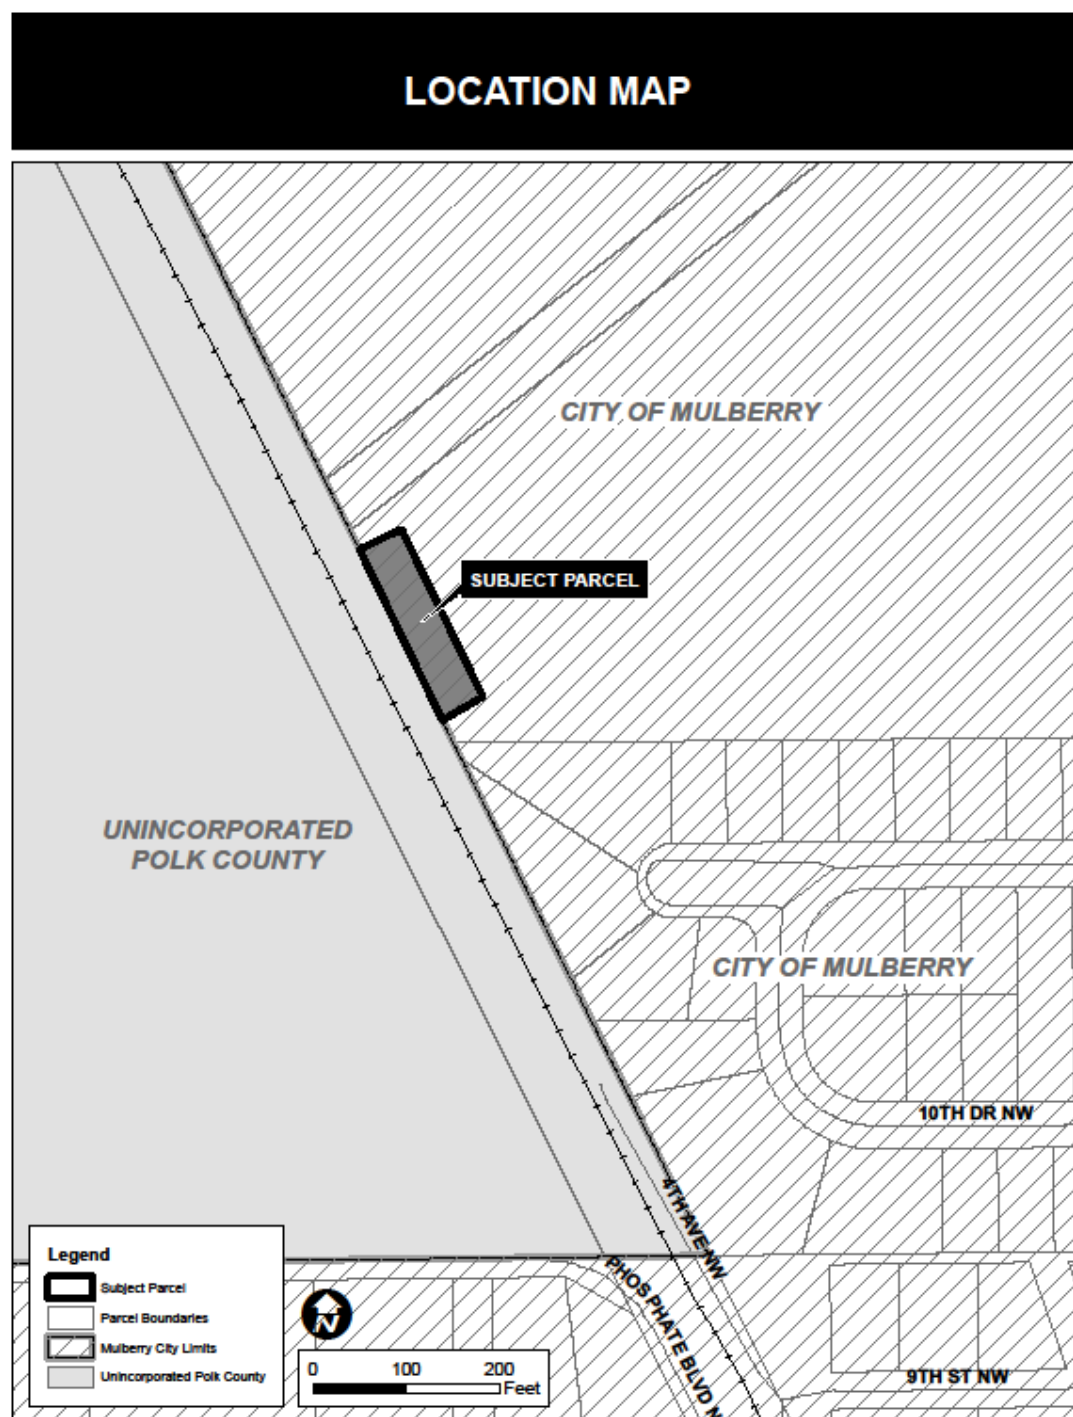 LOCATION MAP
CITY OF MULBERRY
SUBJECT PARCEL
UNINCORPORATED
POLK COUNTY
CITY OF MULBERRY
10TH DR NW
4TH AVE NW
PHOSPHATE BLVD N
9TH ST NW
Legend
Subject Parcel
Parcel Boundaries
Mulberry City Limits
Unincorporated Polk County
N
0 100 200
Feet